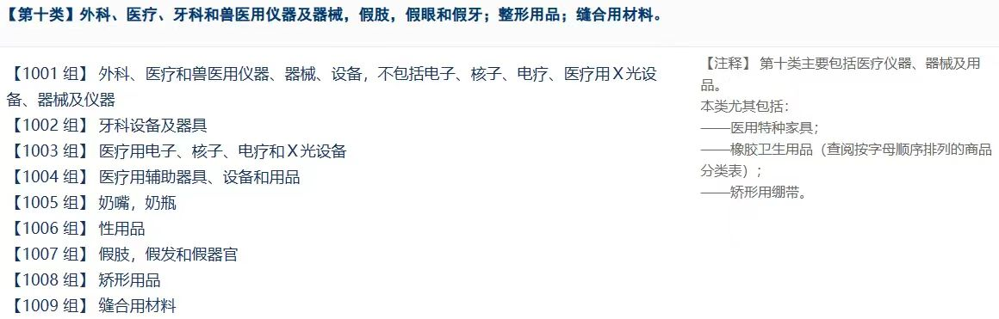 【第十类】外科、医疗、牙科和兽医用仪器及器械，假肢，假眼和假牙；整形用品；缝合用材料。
【1001 组】 外科、医疗和兽医用仪器、器械、设备，不包括电子、核子、电疗、医疗用Ｘ光设
备、器械及仪器
【1002 组】 牙科设备及器具
【1003 组】 医疗用电子、核子、电疗和Ｘ光设备
【1004 组】 医疗用辅助器具、设备和用品
【1005 组】 奶嘴，奶瓶
【1006 组】 性用品
【1007 组】 假肢，假发和假器官
【1008 组】 矫形用品
【1009 组】 缝合用材料
【注释】 第十类主要包括医疗仪器、器械及用
品。
本类尤其包括：
——医用特种家具；
——橡胶卫生用品（查阅按字母顺序排列的商品
分类表）；
——矫形用绷带。